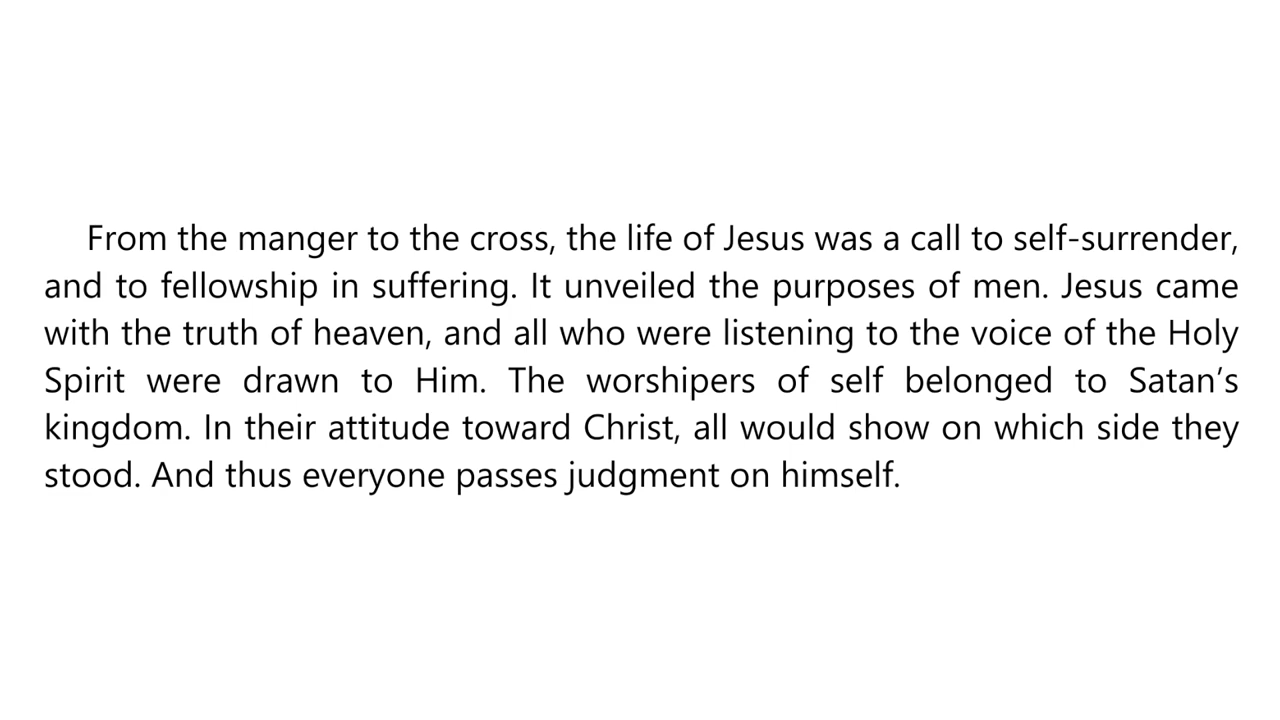 From the manger to the cross, the life of Jesus was a call to self-surrender,
and to fellowship in suffering. It unveiled the purposes of men. Jesus came
with the truth of heaven, and all who were listening to the voice of the Holy
Spirit were drawn to Him. The worshipers of self belonged to Satan’s
kingdom. In their attitude toward Christ, all would show on which side they
stood. And thus everyone passes judgment on himself.